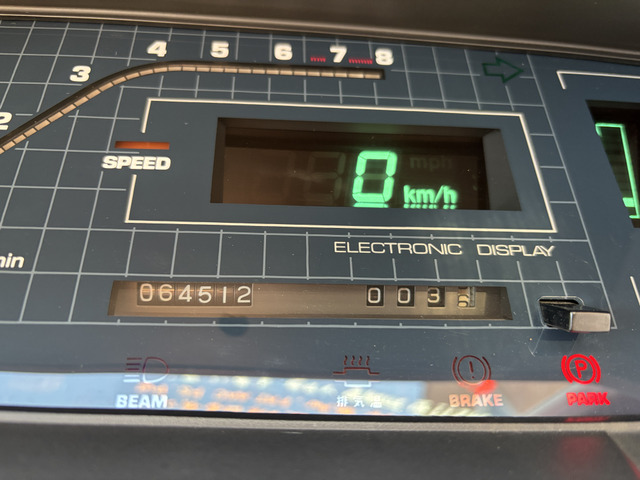 2 3 4 5 6 7 8
mph
SPEED
0 km/h
ELECTRONIC DISPLAY
min
064512 003
BEAM 排気温 BRAKE PARK